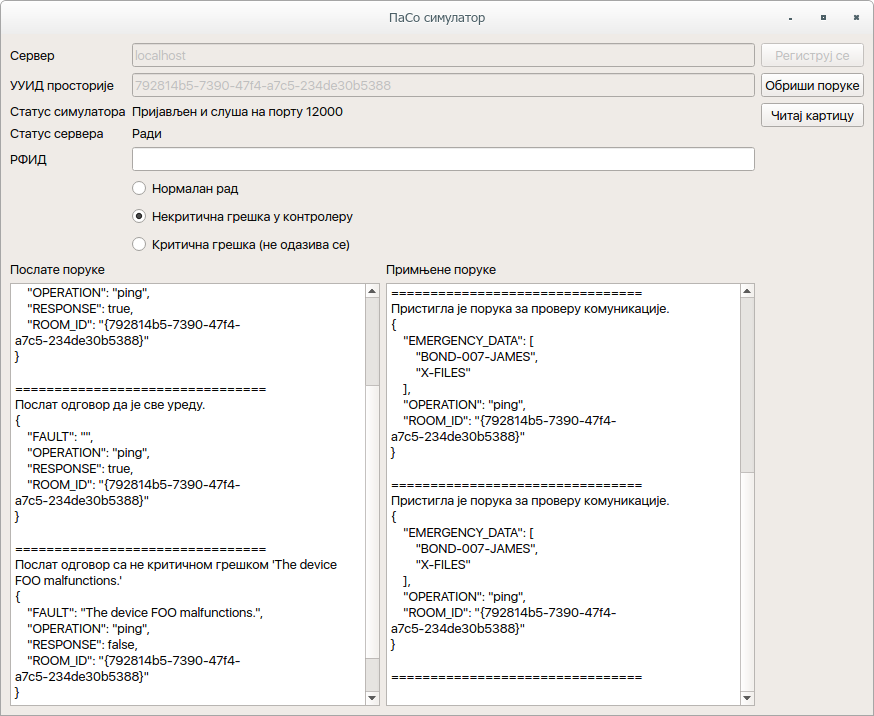 ПаСо симулатор
Сервер
localhost
Региструј се
УУИД просторије
792814b5-7390-47f4-a7c5-234de30b5388
Обриши поруке
Статус симулатора Пријављен и слуша на порту 12000
Читај картицу
Статус сервера Ради
РФИД
Нормалан рад
Некритична грешка у контролеру
Критична грешка (не одазива се)
Послате поруке
"OPERATION": "ping",
"RESPONSE": true,
"ROOM_ID": "{792814b5-7390-47f4-
a7c5-234de30b5388}"
}
================================
Послат одговор да је све уреду.
{
"FAULT": "",
"OPERATION": "ping",
"RESPONSE": true,
"ROOM_ID": "{792814b5-7390-47f4-
a7c5-234de30b5388}"
}
================================
Послат одговор са не критичном грешком 'The device
FOO malfunctions.'
{
"FAULT": "The device FOO malfunctions.",
"OPERATION": "ping",
"RESPONSE": false,
"ROOM_ID": "{792814b5-7390-47f4-
a7c5-234de30b5388}"
}
Примњене поруке
================================
Пристигла је порука за проверу комуникације.
{
"EMERGENCY_DATA": [
"BOND-007-JAMES",
"X-FILES"
],
"OPERATION": "ping",
"ROOM_ID": "{792814b5-7390-47f4-
a7c5-234de30b5388}"
}
================================
Пристигла је порука за проверу комуникације.
{
"EMERGENCY_DATA": [
"BOND-007-JAMES",
"X-FILES"
],
"OPERATION": "ping",
"ROOM_ID": "{792814b5-7390-47f4-
a7c5-234de30b5388}"
}
================================